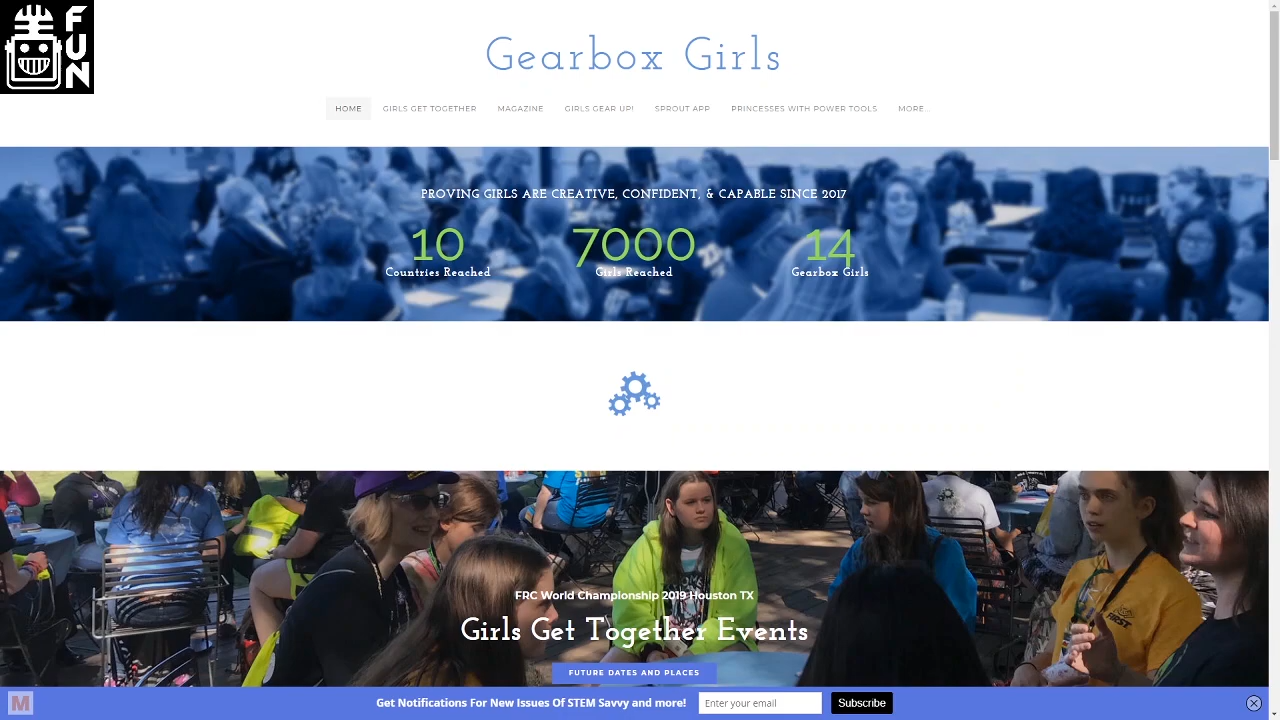 FUN
Gearbox Girls
HOME GIRLS GET TOGETHER MAGAZINE GIRLS GEAR UP! SPROUT APP PRINCESSES WITH POWER TOOLS MORE...
PROVING GIRLS ARE CREATIVE, CONFIDENT, & CAPABLE SINCE 2017
10 7000 14
Countries Reached Girls Reached Gearbox Girls
FRC World Championship 2019 Houston TX
Girls Get Together Events
FIRST
FUTURE DATES AND PLACES
M Get Notifications For New Issues Of STEM Savvy and more! Enter your email Subscribe